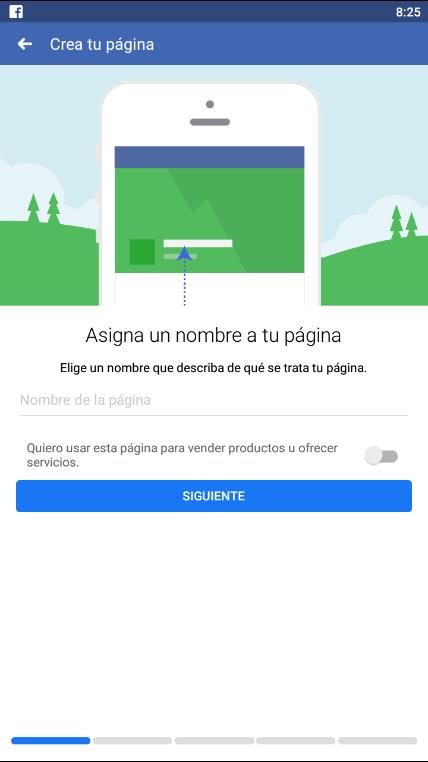 8:25
Crea tu página
Asigna un nombre a tu página
Elige un nombre que describa de qué se trata tu página.
Nombre de la página
Quiero usar esta página para vender productos u ofrecer
servicios.
SIGUIENTE